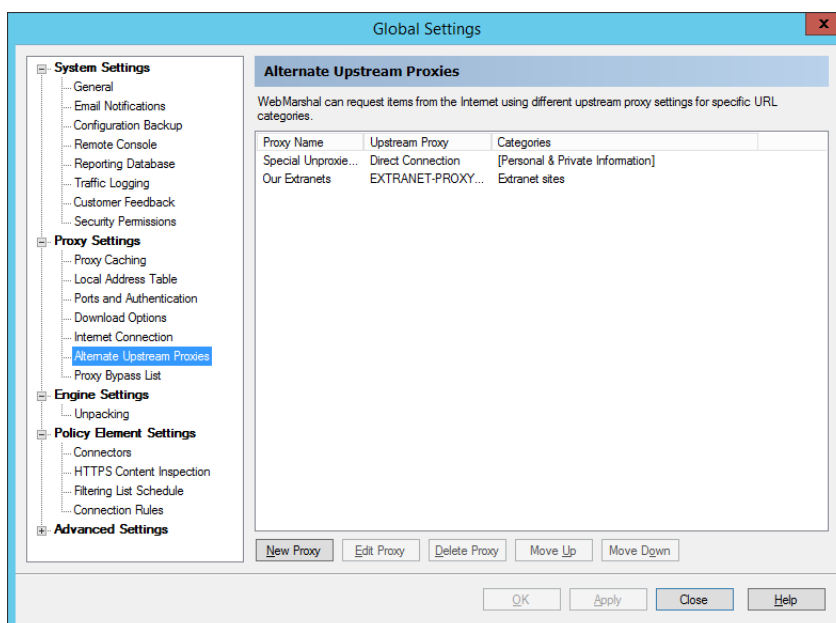 Global Settings
x
System Settings
General
Email Notifications
Configuration Backup
Remote Console
Reporting Database
Traffic Logging
Customer Feedback
Security Permissions
Proxy Settings
Proxy Caching
Local Address Table
Ports and Authentication
Download Options
Internet Connection
Alternate Upstream Proxies
Proxy Bypass List
Engine Settings
Unpacking
Policy Element Settings
Connectors
HTTPS Content Inspection
Filtering List Schedule
Connection Rules
Advanced Settings
Alternate Upstream Proxies
WebMarshal can request items from the Internet using different upstream proxy settings for specific URL
categories.
Proxy Name Upstream Proxy Categories
Special Unproxie... Direct Connection [Personal & Private Information]
Our Extranets EXTRANET-PROXY... Extranet sites
New Proxy Edit Proxy Delete Proxy Move Up Move Down
OK Apply Close Help